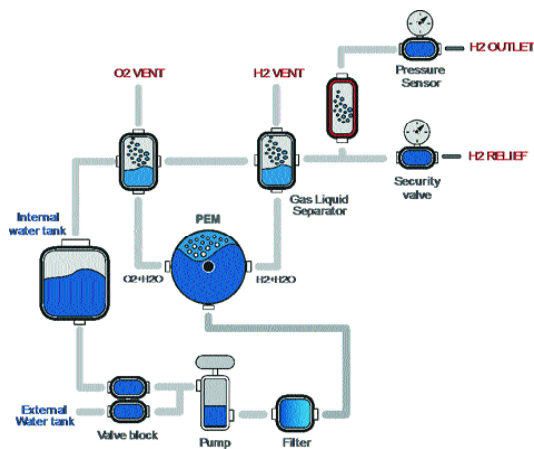 H2 OUTLET
Pressure
Sensor
O2 VENT
H2 VENT
H2 RELIEF
Security
valve
Gas Liquid
Separator
PEM
Internal
water tank
O2+H2O
H2+H2O
External
Water tank
Valve block
Pump
Filter